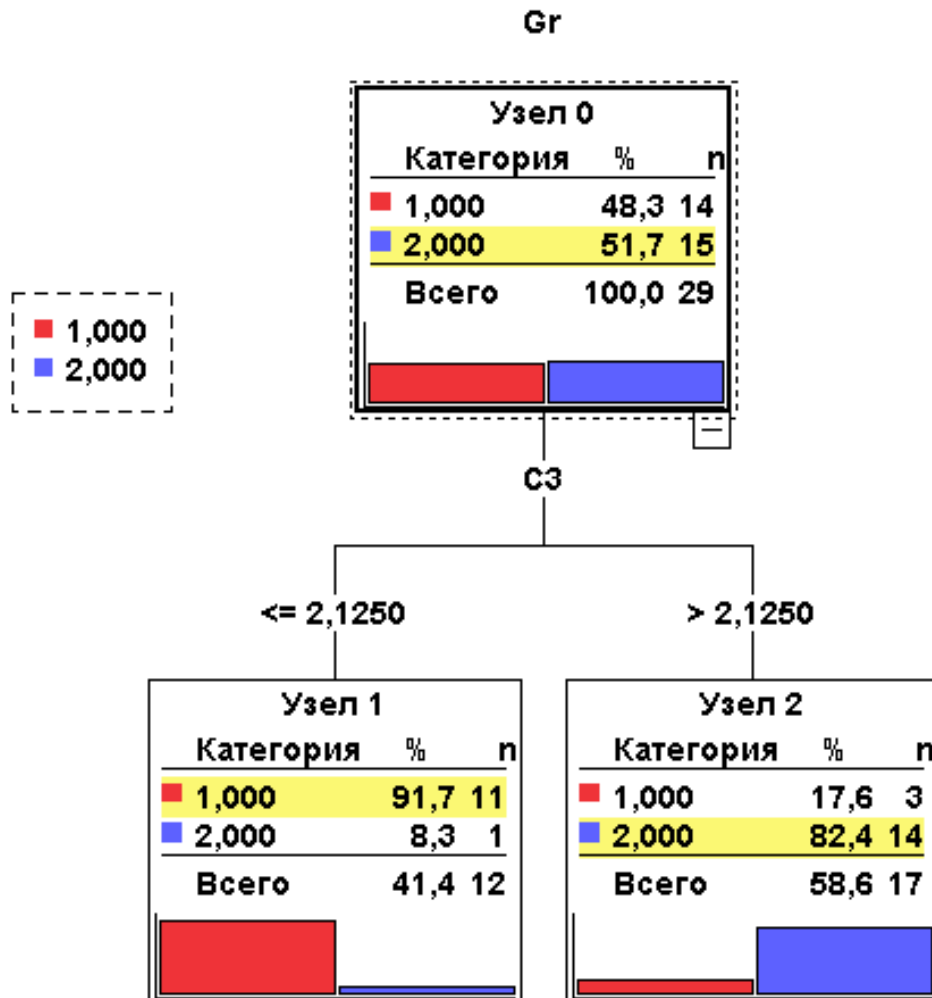 Gr
Узел 0
Категория % n
1,000 48,3 14
2,000 51,7 15
Всего 100,0 29
1,000
2,000
C3
<= 2,1250
> 2,1250
Узел 1
Категория % n
1,000 91,7 11
2,000 8,3 1
Всего 41,4 12
Узел 2
Категория % n
1,000 17,6 3
2,000 82,4 14
Всего 58,6 17